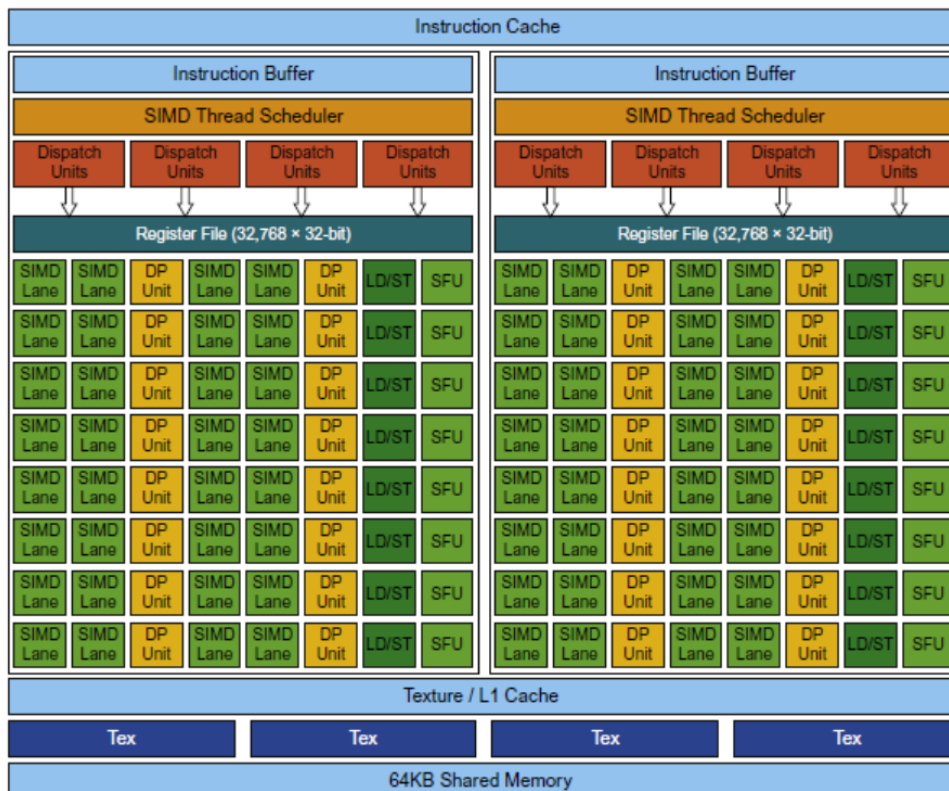 Instruction Cache
Instruction Buffer Instruction Buffer
SIMD Thread Scheduler SIMD Thread Scheduler
Dispatch Dispatch Dispatch Dispatch Dispatch Dispatch Dispatch Dispatch
Units Units Units Units Units Units Units Units
Register File (32,768 × 32-bit) Register File (32,768 × 32-bit)
SIMD SIMD DP SIMD SIMD DP LD/ST SFU SIMD SIMD DP SIMD SIMD DP LD/ST SFU
Lane Lane Unit Lane Lane Unit Lane Lane Unit Lane Lane Unit
SIMD SIMD DP SIMD SIMD DP LD/ST SFU SIMD SIMD DP SIMD SIMD DP LD/ST SFU
Lane Lane Unit Lane Lane Unit Lane Lane Unit Lane Lane Unit
SIMD SIMD DP SIMD SIMD DP LD/ST SFU SIMD SIMD DP SIMD SIMD DP LD/ST SFU
Lane Lane Unit Lane Lane Unit Lane Lane Unit Lane Lane Unit
SIMD SIMD DP SIMD SIMD DP LD/ST SFU SIMD SIMD DP SIMD SIMD DP LD/ST SFU
Lane Lane Unit Lane Lane Unit Lane Lane Unit Lane Lane Unit
SIMD SIMD DP SIMD SIMD DP LD/ST SFU SIMD SIMD DP SIMD SIMD DP LD/ST SFU
Lane Lane Unit Lane Lane Unit Lane Lane Unit Lane Lane Unit
SIMD SIMD DP SIMD SIMD DP LD/ST SFU SIMD SIMD DP SIMD SIMD DP LD/ST SFU
Lane Lane Unit Lane Lane Unit Lane Lane Unit Lane Lane Unit
SIMD SIMD DP SIMD SIMD DP LD/ST SFU SIMD SIMD DP SIMD SIMD DP LD/ST SFU
Lane Lane Unit Lane Lane Unit Lane Lane Unit Lane Lane Unit
SIMD SIMD DP SIMD SIMD DP LD/ST SFU SIMD SIMD DP SIMD SIMD DP LD/ST SFU
Lane Lane Unit Lane Lane Unit Lane Lane Unit Lane Lane Unit
Texture / L1 Cache
Tex Tex Tex Tex
64KB Shared Memory